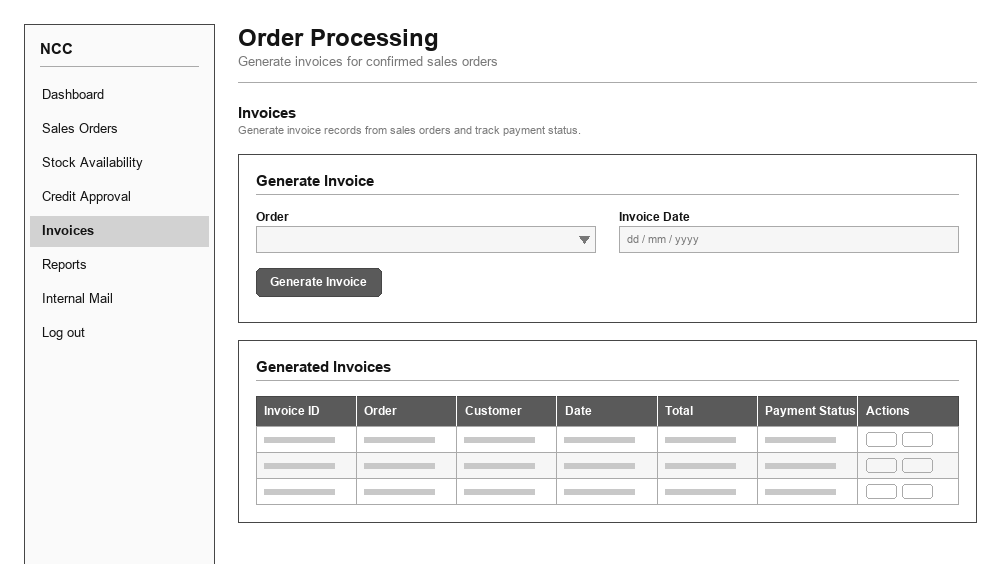 NCC
Dashboard
Sales Orders
Stock Availability
Credit Approval
Invoices
Reports
Internal Mail
Log out
Order Processing
Generate invoices for confirmed sales orders
Invoices
Generate invoice records from sales orders and track payment status.
Generate Invoice
Order
Invoice Date
dd / mm / yyyy
Generate Invoice
Generated Invoices
Invoice ID Order Customer Date Total Payment Status Actions